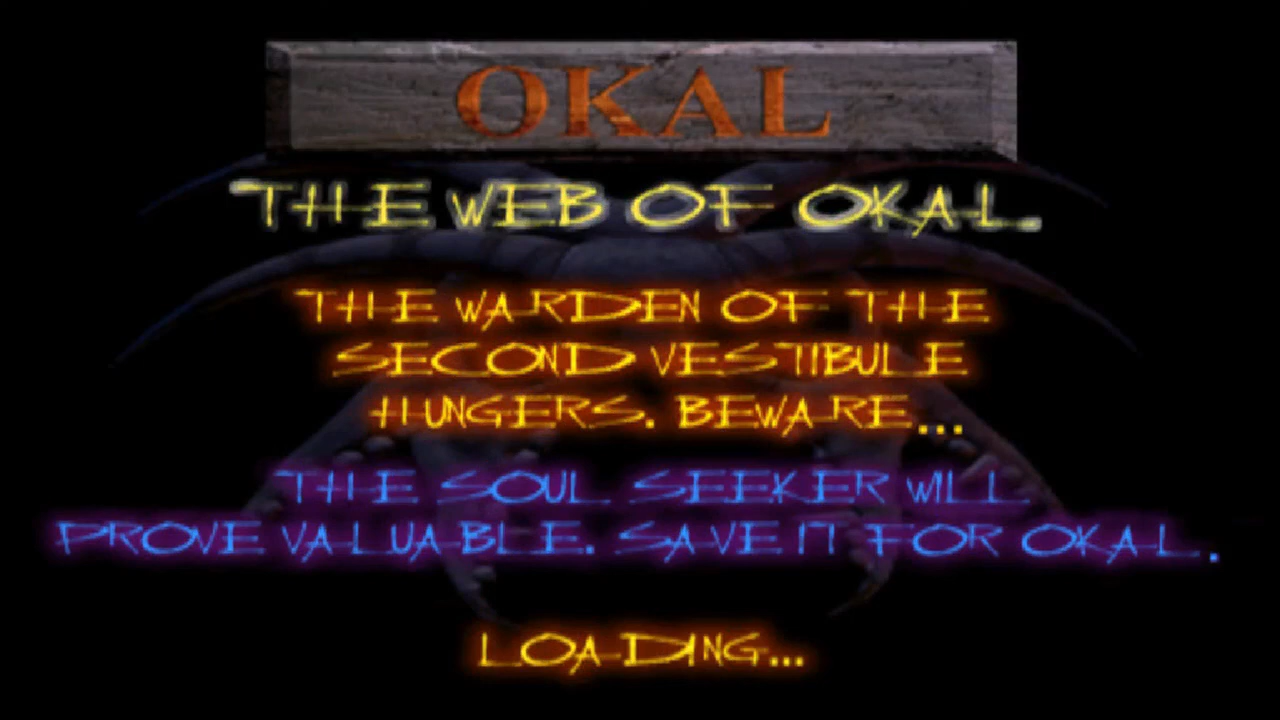 OKAL
THE WEB OF OKAL.
THE WARDEN OF THE
SECOND VESTIBULE
HUNGERS. BEWARE...
THE SOUL SEEKER WILL
PROVE VALUABLE. SAVE IT FOR OKAL.
LOADING...